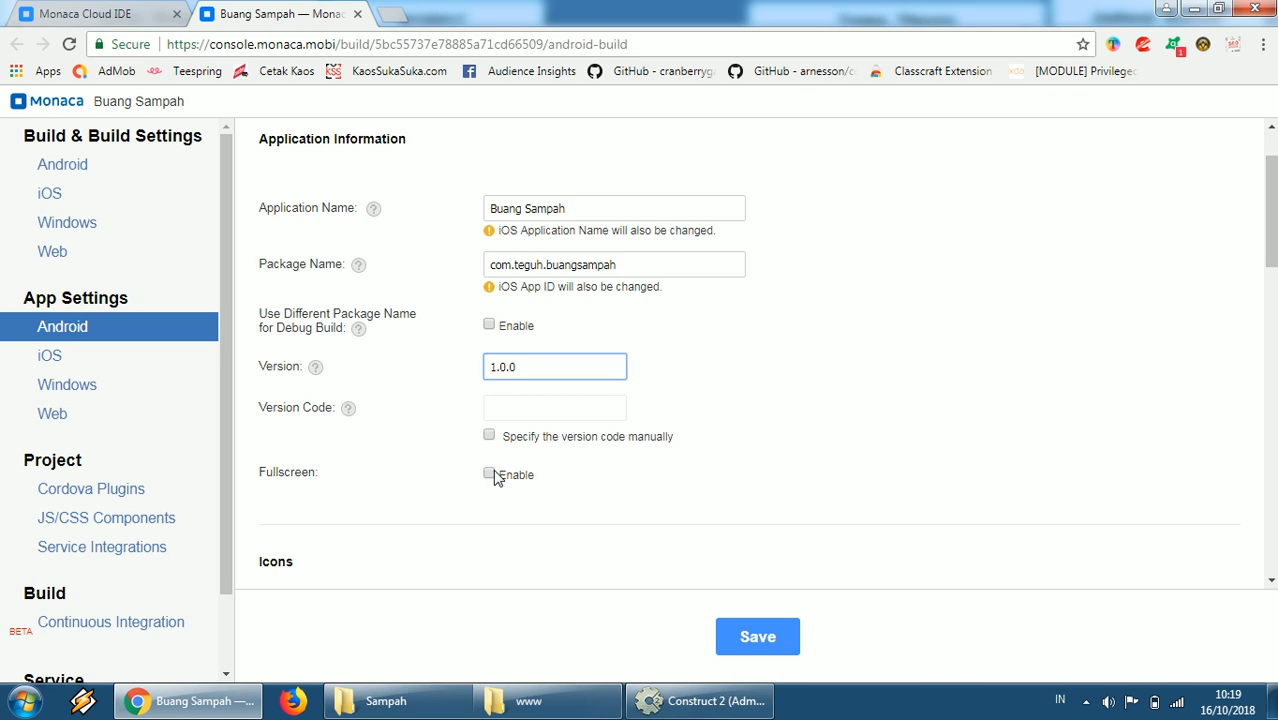 Monaca Cloud IDE
Buang Sampah — Monac
Secure
https://console.monaca.mobi/build/5bc55737e78883a71cd66509/android-build
Apps
AdMob
Teespring
Cetak Kaos
KaosSukaSuka.com
Audience Insights
GitHub - cranberryg
GitHub - arnesson/c
Classcraft Extension
[MODULE] Privileged
Monaca
Buang Sampah
Build & Build Settings
Android
iOS
Windows
Web
App Settings
Android
iOS
Windows
Web
Project
Cordova Plugins
JS/CSS Components
Service Integrations
Build
Continuous Integration
BETA
Service
Application Information
Application Name: ?
Buang Sampah
iOS Application Name will also be changed.
Package Name: ?
com.teguh.buangsampah
iOS App ID will also be changed.
Use Different Package Name
for Debug Build: ?
Enable
Version: ?
1.0.0
Version Code: ?
Specify the version code manually
Fullscreen:
Enable
Icons
Save
Buang Sampah —...
Sampah
www
Construct 2 (Adm...
IN
10:19
16/10/2018